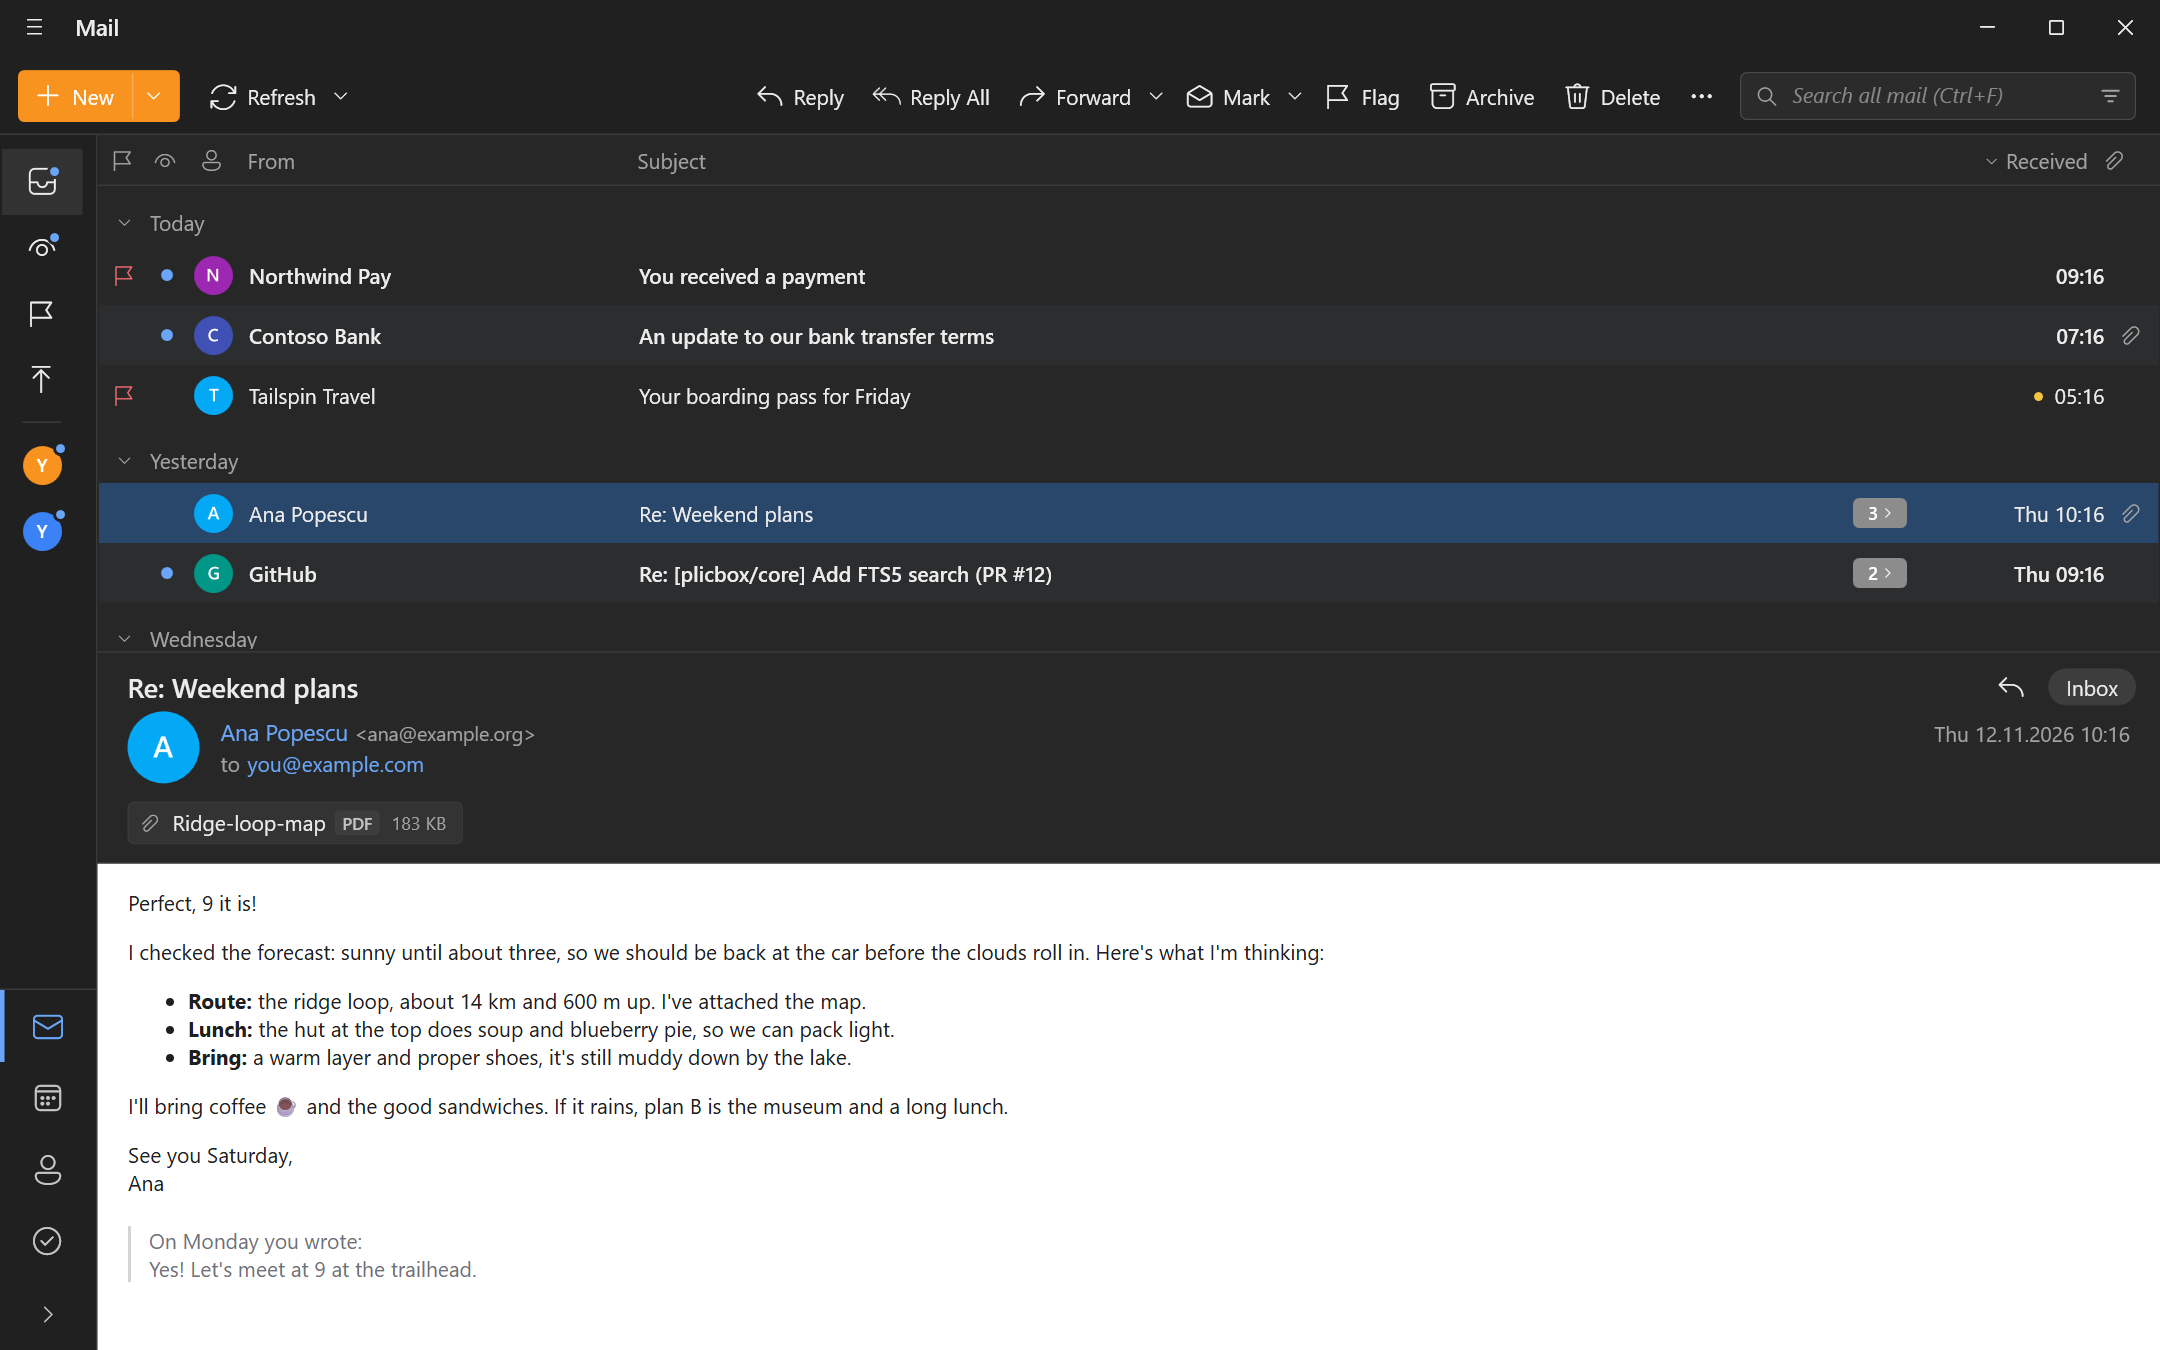 Mail
New
Refresh
Reply
Reply All
Forward
Mark
Flag
Archive
Delete
Search all mail (Ctrl+F)
From Subject Received
Today
N Northwind Pay You received a payment 09:16
C Contoso Bank An update to our bank transfer terms 07:16
T Tailspin Travel Your boarding pass for Friday 05:16
Yesterday
Y
A Ana Popescu Re: Weekend plans 3 Thu 10:16
Y
G GitHub Re: [plicbox/core] Add FTS5 search (PR #12) 2 Thu 09:16
Wednesday
Re: Weekend plans
Inbox
A
Ana Popescu <ana@example.org>
Thu 12.11.2026 10:16
to you@example.com
Ridge-loop-map PDF 183 KB
Perfect, 9 it is!
I checked the forecast: sunny until about three, so we should be back at the car before the clouds roll in. Here's what I'm thinking:
• Route: the ridge loop, about 14 km and 600 m up. I've attached the map.
• Lunch: the hut at the top does soup and blueberry pie, so we can pack light.
• Bring: a warm layer and proper shoes, it's still muddy down by the lake.
I'll bring coffee ☕ and the good sandwiches. If it rains, plan B is the museum and a long lunch.
See you Saturday,
Ana
On Monday you wrote:
Yes! Let's meet at 9 at the trailhead.